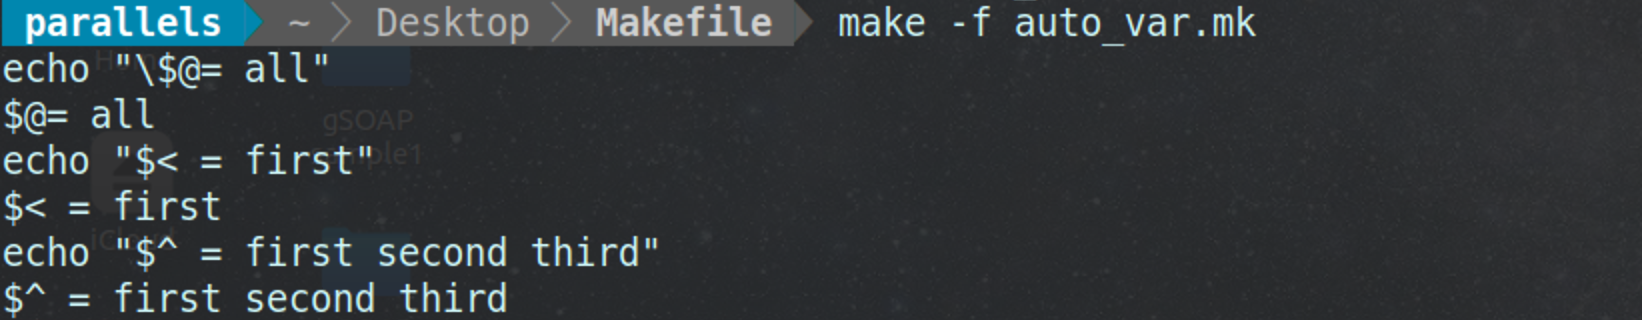 parallels ~ Desktop Makefile make -f auto_var.mk
echo "\$@= all"
$@= all
gSOAP
echo "$< = first"
$< = first
echo "$^ = first second third"
$^ = first second third